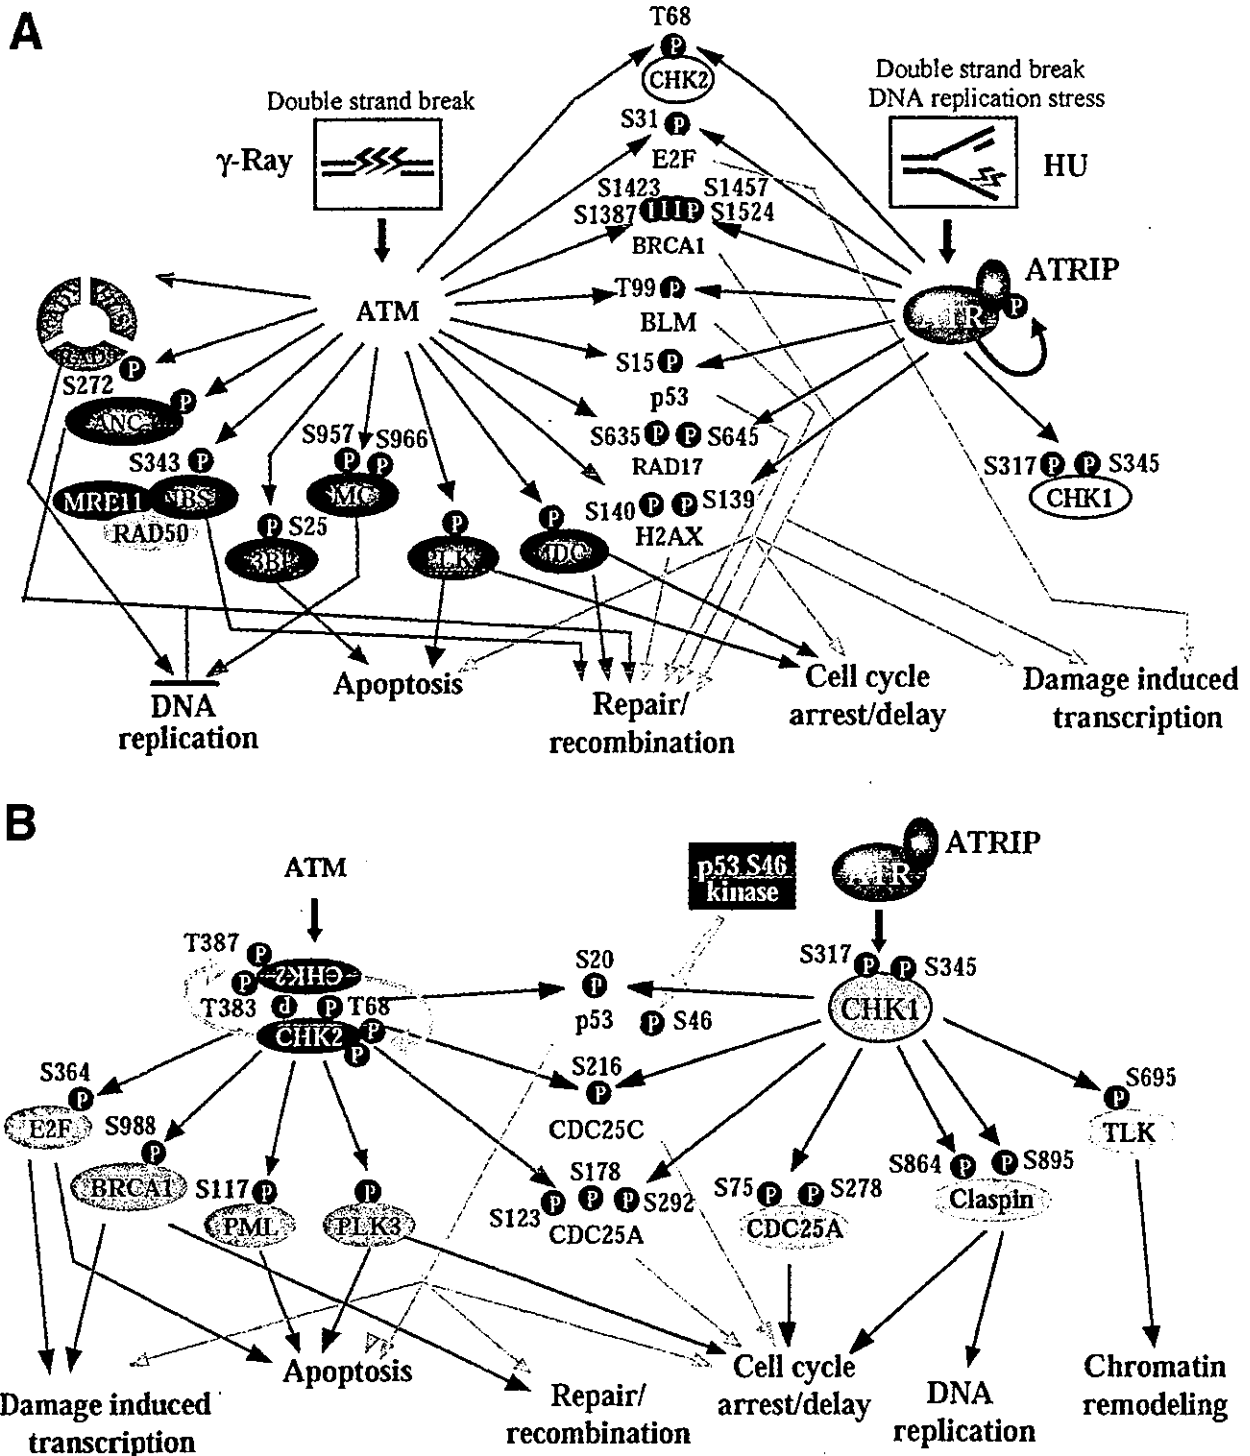 A
T68
P
CHK2
Double strand break
γ-Ray
Double strand break
DNA replication stress
HU
S31 P
E2F
S1423 S1457
S1387 P S1524
BRCA1
ATM
T99 P
BLM
ATRIP
ATR P
S15 P
p53
S272 P
P
S343 P
MRE11 NBS
RAD50
S957 S966
P P
P S25
P
P
S635 P P S645
RAD17
S140 P P S139
H2AX
S317 P P S345
CHK1
DNA
replication
Apoptosis
Repair/
recombination
Cell cycle
arrest/delay
Damage induced
transcription
B
ATM
p53 S46
kinase
ATRIP
ATR
T387 P
CHK2
P
T383 P P T68
CHK2 P
P
S20
P
p53 P S46
S317 P P S345
CHK1
S216
P
CDC25C
S364
P
E2F
S988
P
BRCA1
S117 P
PML
P
PLK3
S178
S123 P P P S292
CDC25A
S75 P P S278
CDC25A
S864 P P S895
Claspin
S695
P
TLK
Damage induced
transcription
Apoptosis
Repair/
recombination
Cell cycle
arrest/delay
DNA
replication
Chromatin
remodeling